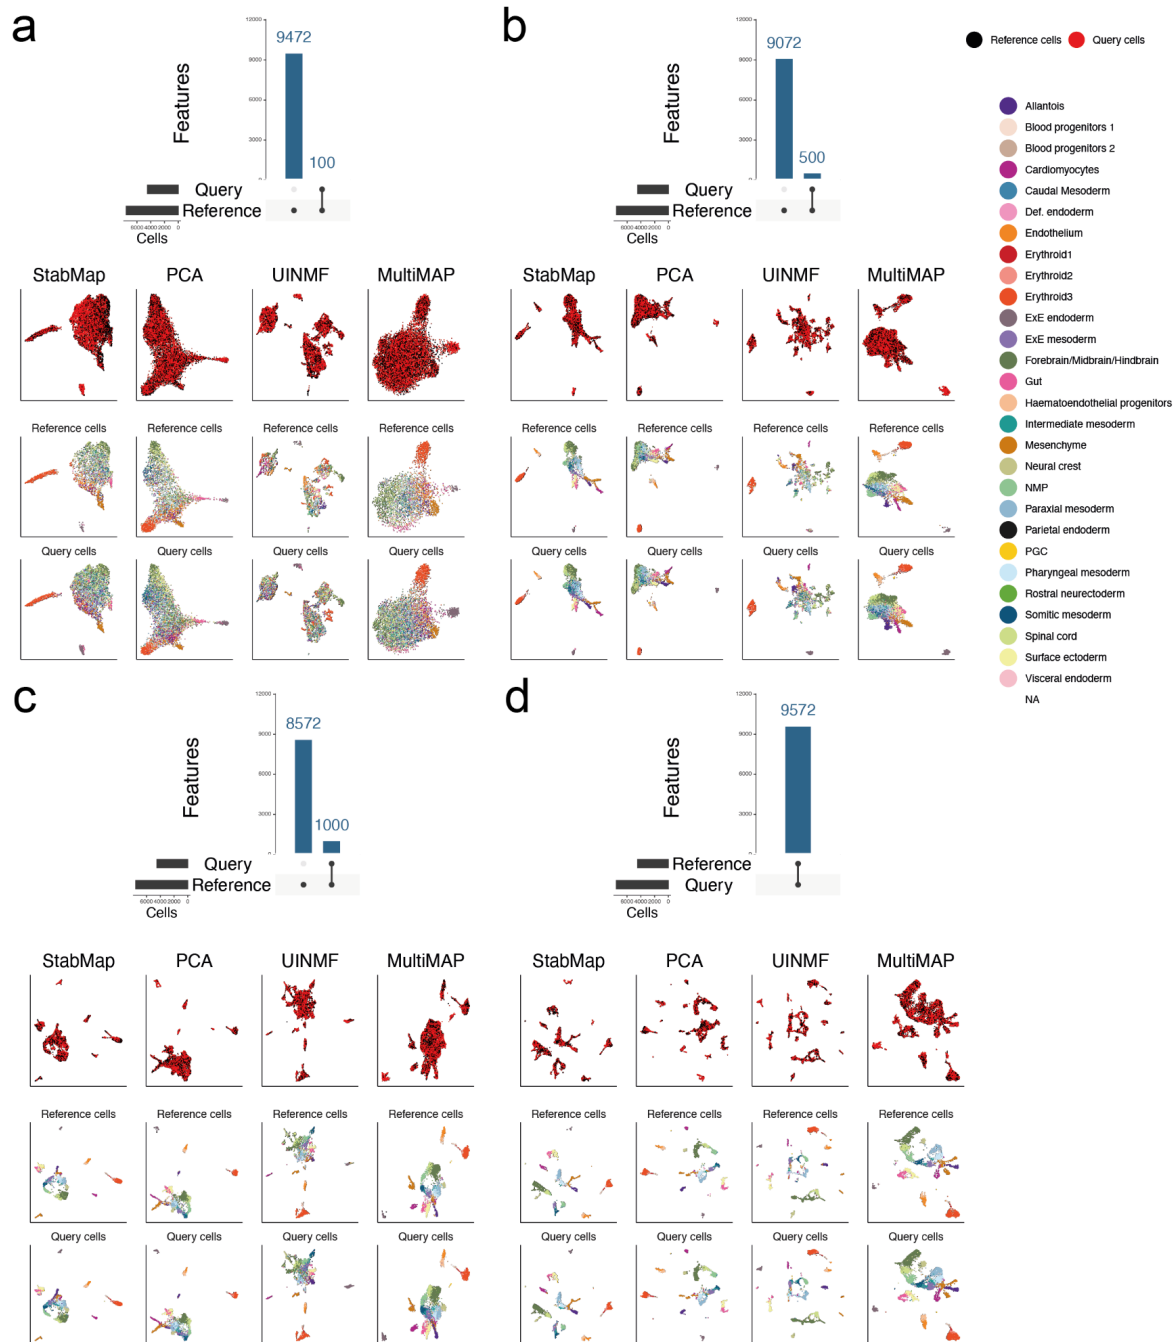 a
12000
9472
9000
6000
3000
100
Features
Query
Reference
6000 4000 2000 0
Cells
StabMap PCA UINMF MultiMAP
Reference cells Reference cells Reference cells Reference cells
Query cells Query cells Query cells Query cells
b
12000
9072
9000
6000
3000
500
Features
Query
Reference
6000 4000 2000 0
Cells
StabMap PCA UINMF MultiMAP
Reference cells Reference cells Reference cells Reference cells
Query cells Query cells Query cells Query cells
Reference cells Query cells
Allantois
Blood progenitors 1
Blood progenitors 2
Cardiomyocytes
Caudal Mesoderm
Def. endoderm
Endothelium
Erythroid1
Erythroid2
Erythroid3
ExE endoderm
ExE mesoderm
Forebrain/Midbrain/Hindbrain
Gut
Haematoendothelial progenitors
Intermediate mesoderm
Mesenchyme
Neural crest
NMP
Paraxial mesoderm
Parietal endoderm
PGC
Pharyngeal mesoderm
Rostral neurectoderm
Somitic mesoderm
Spinal cord
Surface ectoderm
Visceral endoderm
NA
c
12000
8572
9000
6000
3000
1000
Features
Query
Reference
6000 4000 2000 0
Cells
StabMap PCA UINMF MultiMAP
Reference cells Reference cells Reference cells Reference cells
Query cells Query cells Query cells Query cells
d
12000
9572
9000
6000
3000
Features
Reference
Query
6000 4000 2000 0
Cells
StabMap PCA UINMF MultiMAP
Reference cells Reference cells Reference cells Reference cells
Query cells Query cells Query cells Query cells